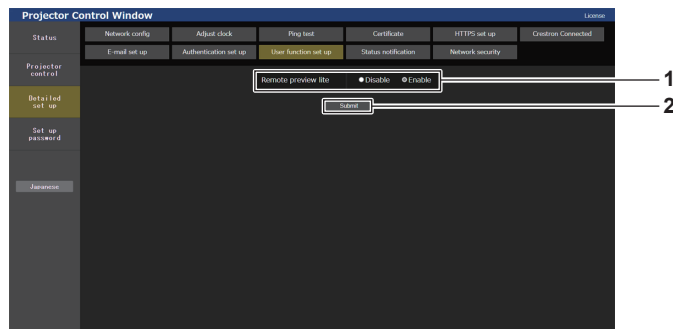 Projector Control Window
License
Status
Network config
Adjust clock
Ping test
Certificate
HTTPS set up
Crestron Connected
E-mail set up
Authentication set up
User function set up
Status notification
Network security
Projector
control
Remote preview lite
Disable
Enable
1
Detailed
set up
Submit
2
Set up
password
Japanese